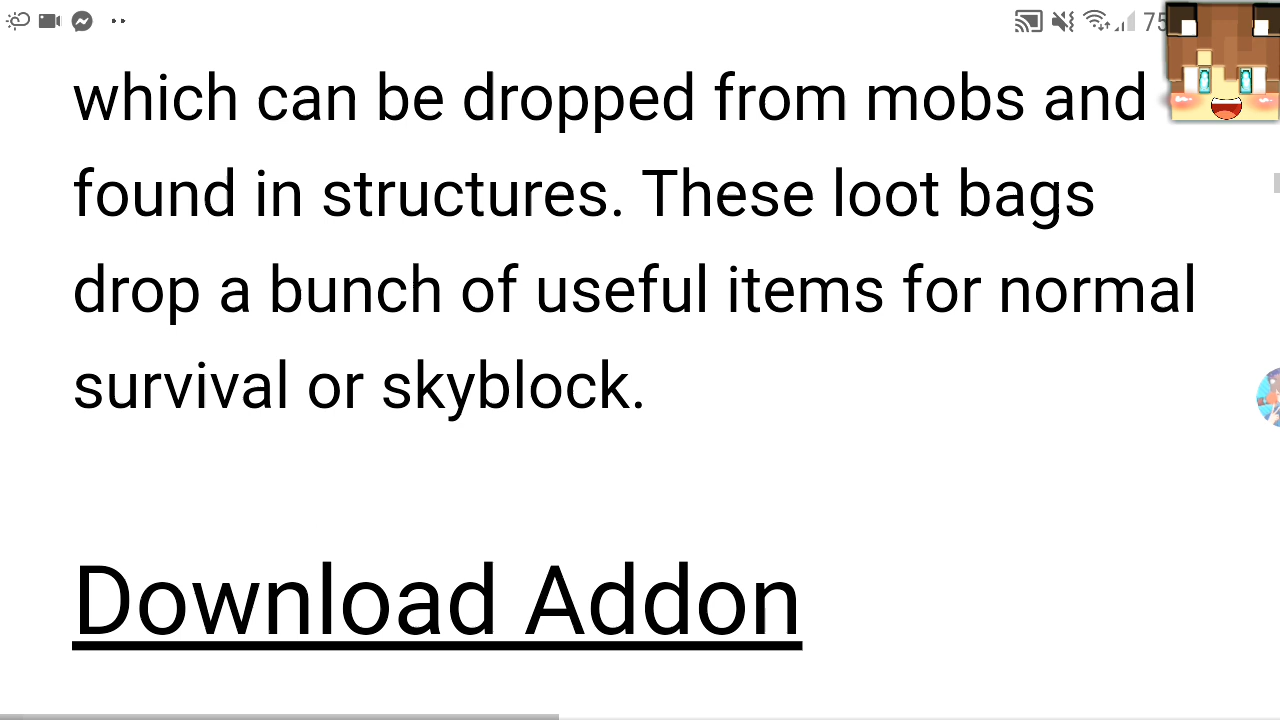 75
which can be dropped from mobs and
found in structures. These loot bags
drop a bunch of useful items for normal
survival or skyblock.
Download Addon